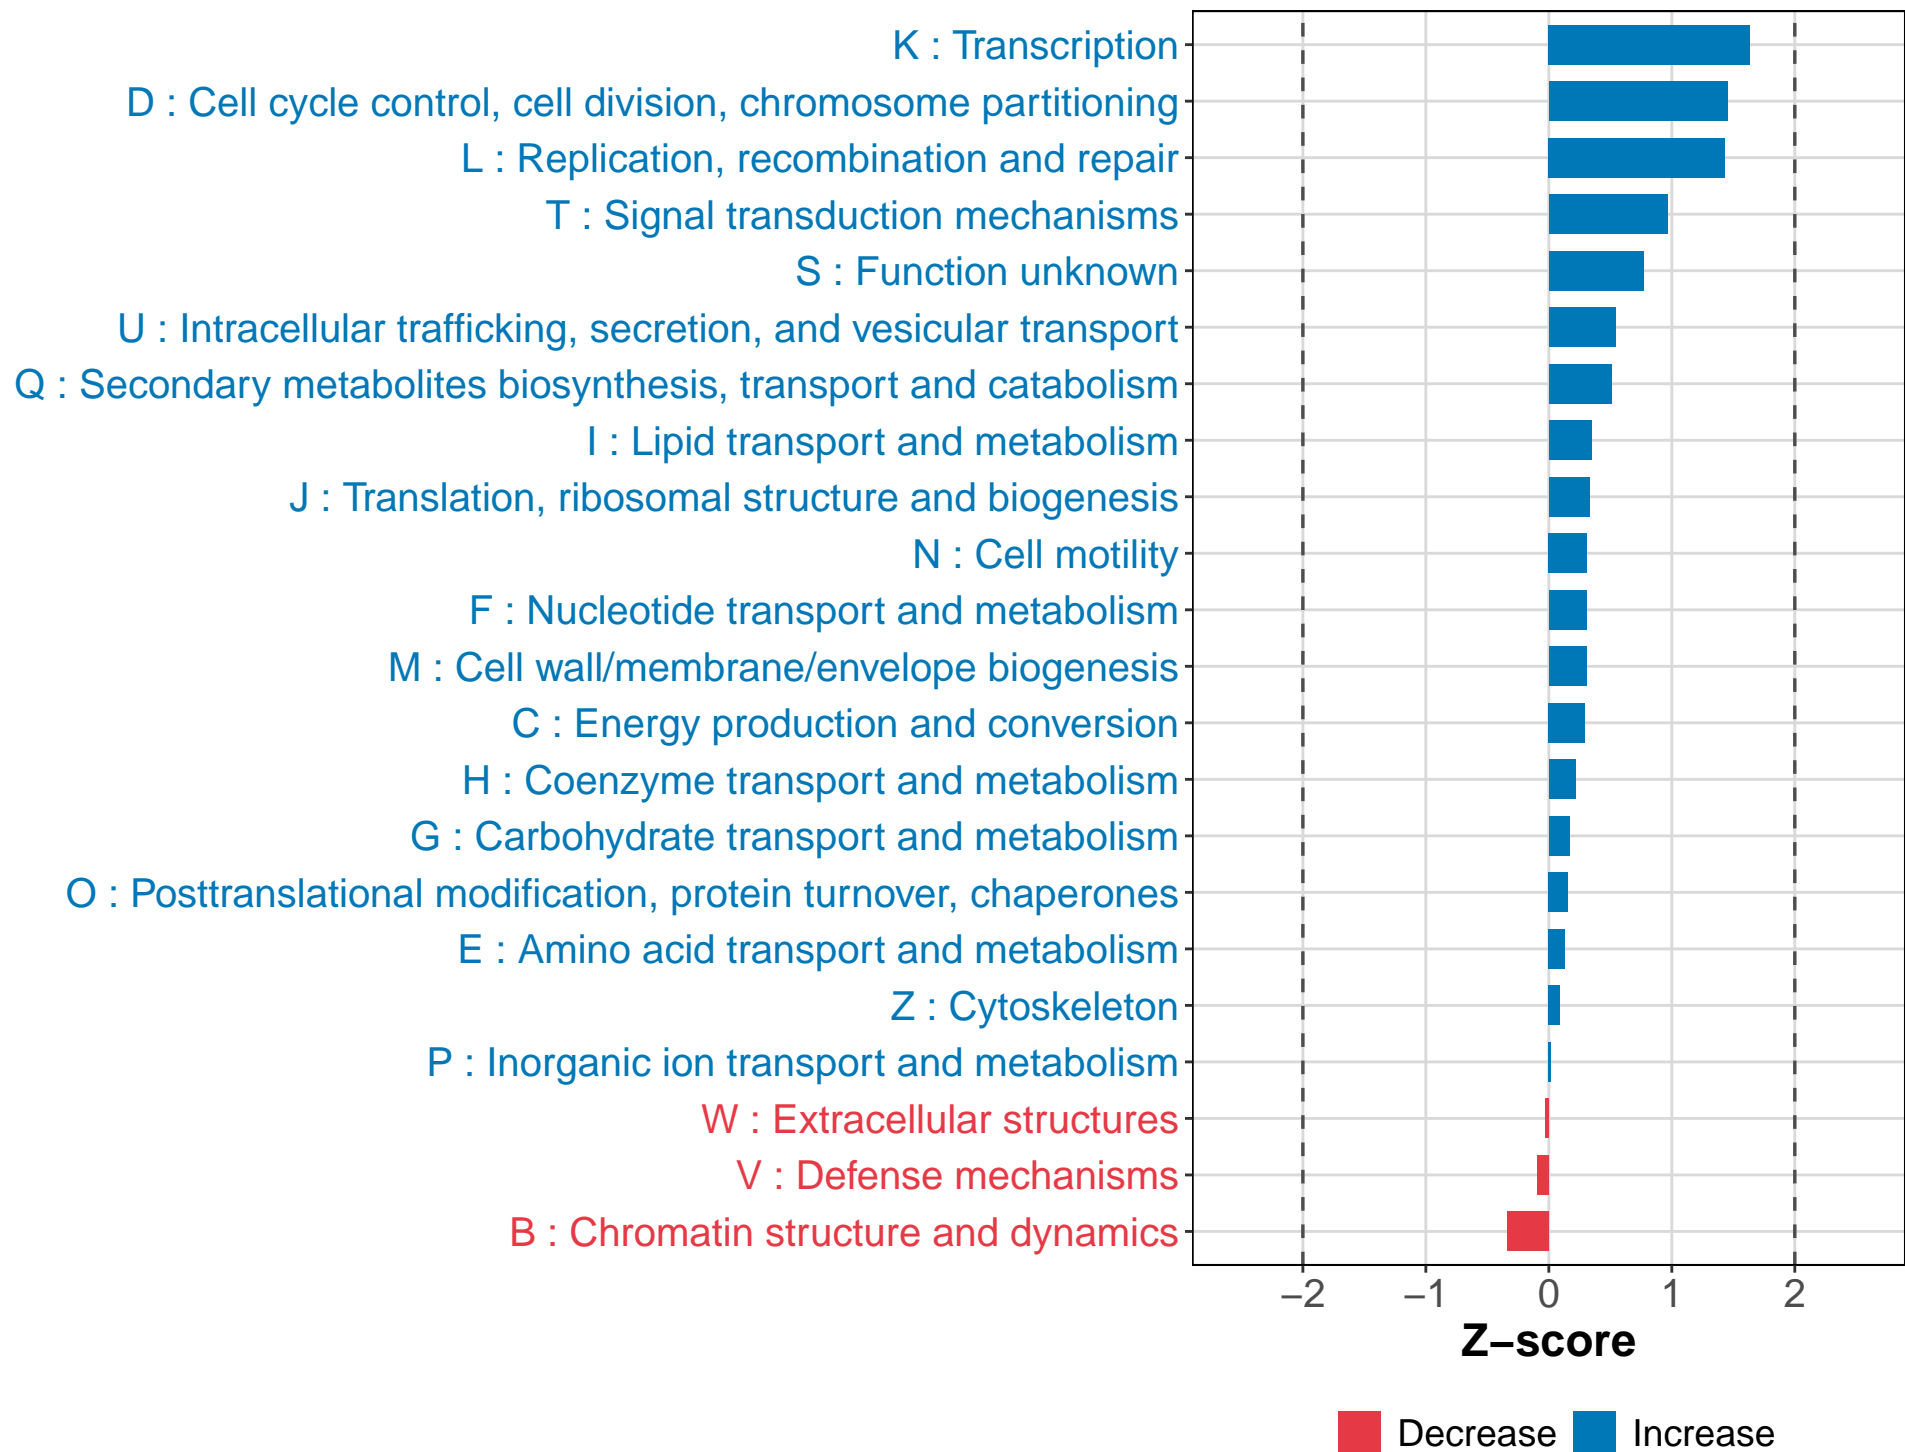 K : Transcription
D : Cell cycle control, cell division, chromosome partitioning
L : Replication, recombination and repair
T : Signal transduction mechanisms
S : Function unknown
U : Intracellular trafficking, secretion, and vesicular transport
Q : Secondary metabolites biosynthesis, transport and catabolism
I : Lipid transport and metabolism
J : Translation, ribosomal structure and biogenesis
N : Cell motility
F : Nucleotide transport and metabolism
M : Cell wall/membrane/envelope biogenesis
C : Energy production and conversion
H : Coenzyme transport and metabolism
G : Carbohydrate transport and metabolism
O : Posttranslational modification, protein turnover, chaperones
E : Amino acid transport and metabolism
Z : Cytoskeleton
P : Inorganic ion transport and metabolism
W : Extracellular structures
V : Defense mechanisms
B : Chromatin structure and dynamics
−2 −1 0 1 2
Z−score
Decrease Increase